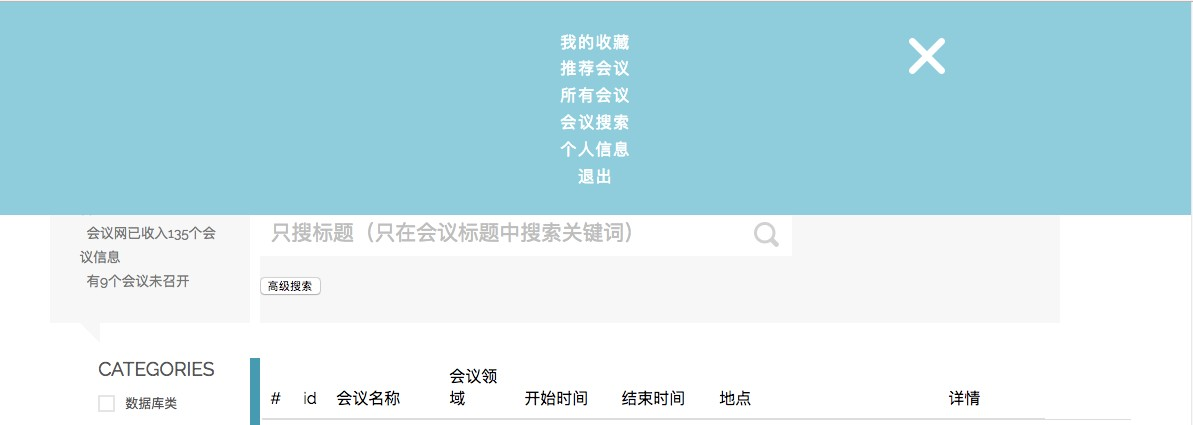 我的收藏
推荐会议
所有会议
会议搜索
个人信息
退出
会议网已收入135个会
议信息
有9个会议未召开
只搜标题（只在会议标题中搜索关键词）
高级搜索
CATEGORIES
数据库类
# id 会议名称 会议领
域 开始时间 结束时间 地点 详情